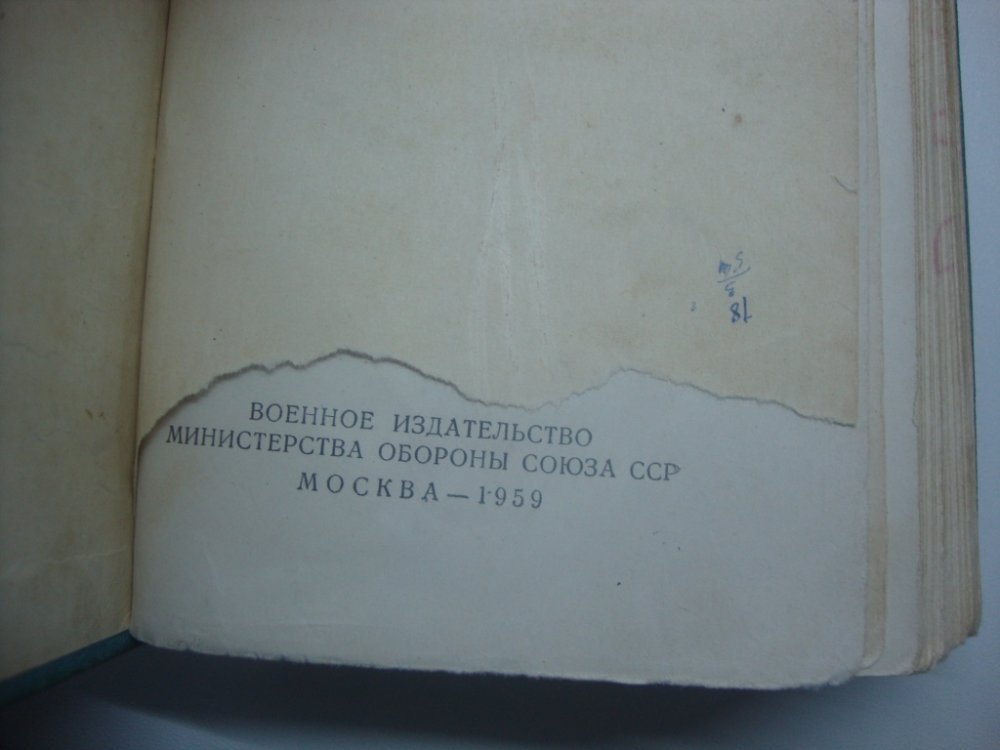 ВОЕННОЕ ИЗДАТЕЛЬСТВО
МИНИСТЕРСТВА ОБОРОНЫ СОЮЗА ССР
МОСКВА — 1959